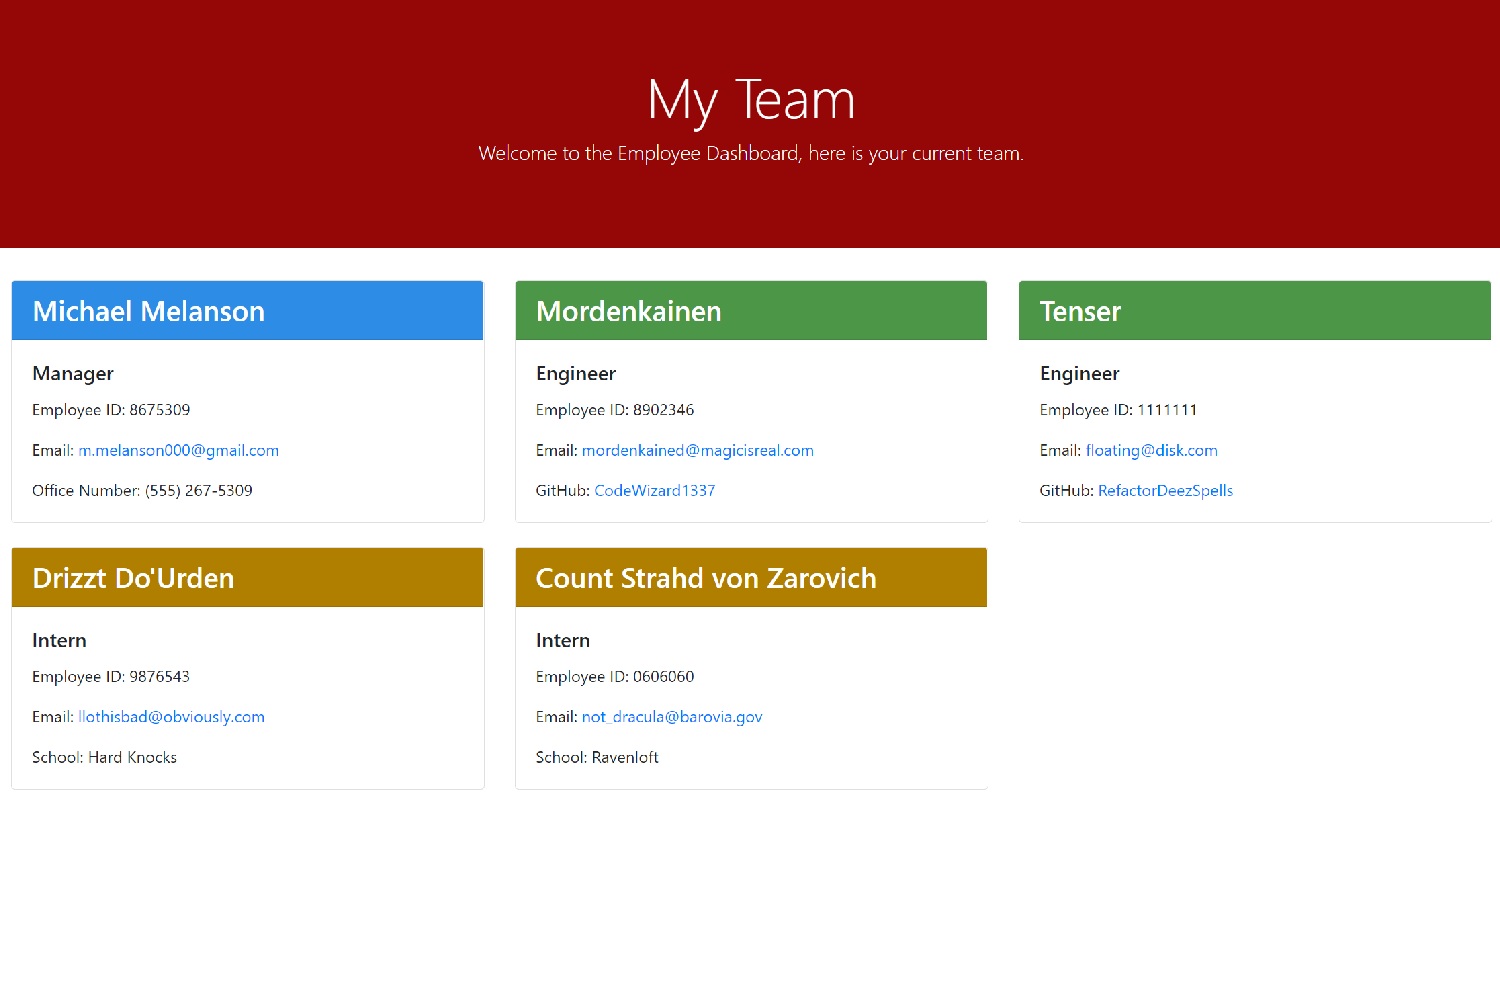 My Team
Welcome to the Employee Dashboard, here is your current team.
Michael Melanson
Manager
Employee ID: 8675309
Email: m.melanson000@gmail.com
Office Number: (555) 267-5309
Mordenkainen
Engineer
Employee ID: 8902346
Email: mordenkained@magicisreal.com
GitHub: CodeWizard1337
Tenser
Engineer
Employee ID: 1111111
Email: floating@disk.com
GitHub: RefactorDeezSpells
Drizzt Do'Urden
Intern
Employee ID: 9876543
Email: llothisbad@obviously.com
School: Hard Knocks
Count Strahd von Zarovich
Intern
Employee ID: 0606060
Email: not_dracula@barovia.gov
School: Ravenloft